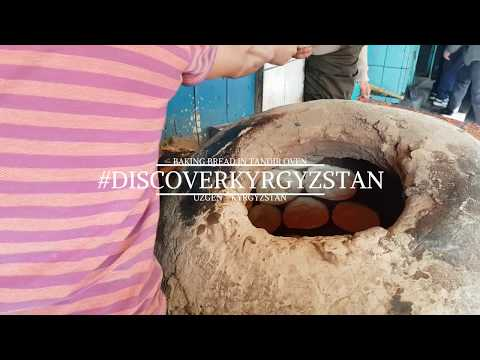 BAKING BREAD IN TANDIR OVEN
#DISCOVERKYRGYZSTAN
UZGEN - KYRGYZSTAN